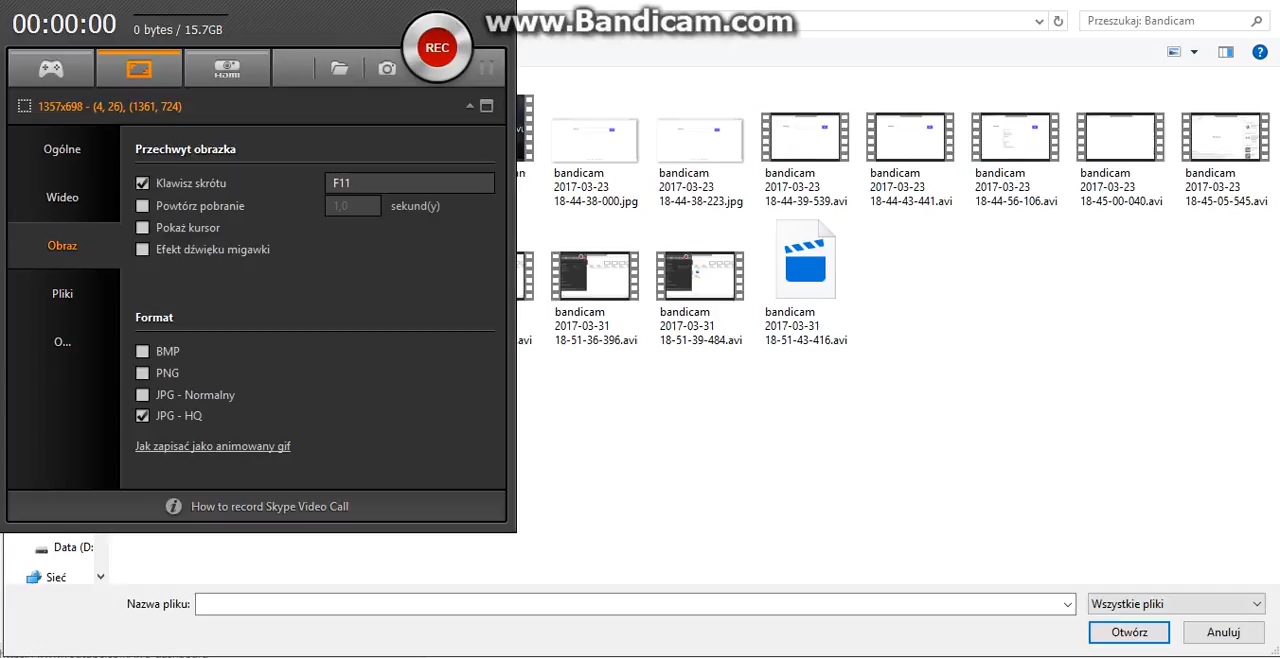 00:00:00
0 bytes / 15.7GB
REC
www.Bandicam.com
Przeszukaj: Bandicam
HDMI
1357x698 - (4, 26), (1361, 724)
Ogólne
Wideo
Obraz
Pliki
O...
Przechwyt obrazka
Klawisz skrótu
F11
Powtórz pobranie
1,0
sekund(y)
Pokaż kursor
Efekt dźwięku migawki
Format
BMP
PNG
JPG - Normalny
JPG - HQ
Jak zapisać jako animowany gif
How to record Skype Video Call
bandicam
2017-03-23
18-44-38-000.jpg
bandicam
2017-03-23
18-44-38-223.jpg
bandicam
2017-03-23
18-44-39-539.avi
bandicam
2017-03-23
18-44-43-441.avi
bandicam
2017-03-23
18-44-56-106.avi
bandicam
2017-03-23
18-45-00-040.avi
bandicam
2017-03-23
18-45-05-545.avi
avi
bandicam
2017-03-31
18-51-36-396.avi
bandicam
2017-03-31
18-51-39-484.avi
bandicam
2017-03-31
18-51-43-416.avi
Data (D:
Sieć
Nazwa pliku:
Wszystkie pliki
Otwórz
Anuluj